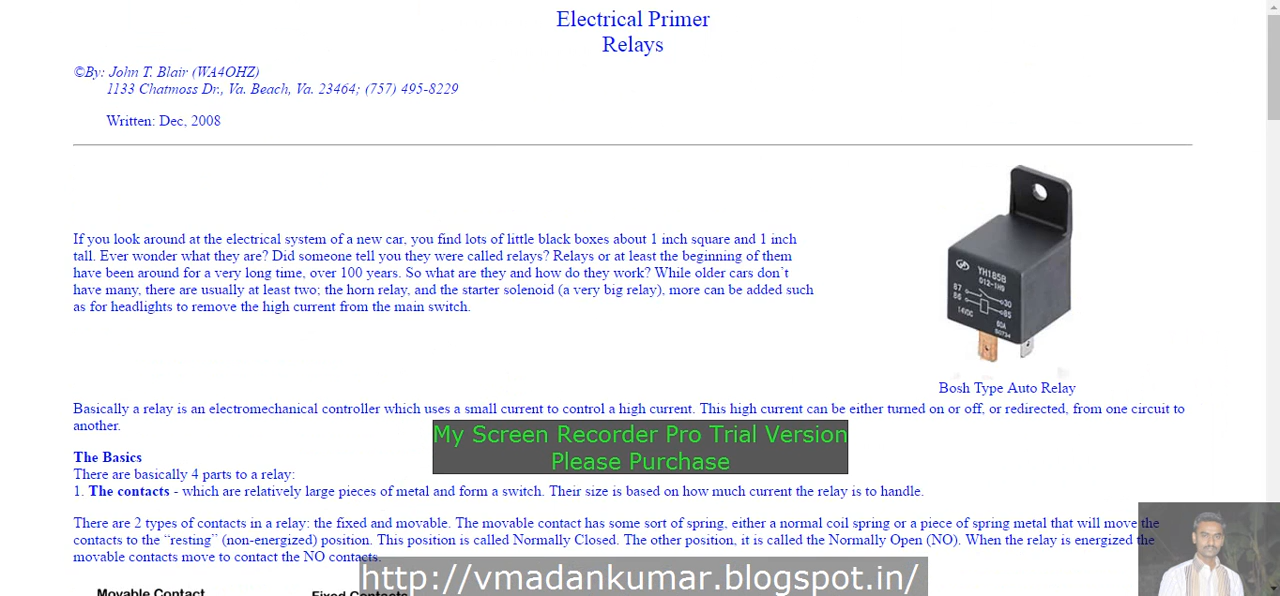 Electrical Primer
Relays
©By: John T. Blair (WA4OHZ)
1133 Chatmoss Dr., Va. Beach, Va. 23464; (757) 495-8229
Written: Dec, 2008
If you look around at the electrical system of a new car, you find lots of little black boxes about 1 inch square and 1 inch
tall. Ever wonder what they are? Did someone tell you they were called relays? Relays or at least the beginning of them
have been around for a very long time, over 100 years. So what are they and how do they work? While older cars don’t
have many, there are usually at least two; the horn relay, and the starter solenoid (a very big relay), more can be added such
as for headlights to remove the high current from the main switch.
YH185B
012-1H9
87
86
30
85
14VDC
60A
Bosh Type Auto Relay
Basically a relay is an electromechanical controller which uses a small current to control a high current. This high current can be either turned on or off, or redirected, from one circuit to
another.
My Screen Recorder Pro Trial Version
Please Purchase
The Basics
There are basically 4 parts to a relay:
1. The contacts - which are relatively large pieces of metal and form a switch. Their size is based on how much current the relay is to handle.
There are 2 types of contacts in a relay: the fixed and movable. The movable contact has some sort of spring, either a normal coil spring or a piece of spring metal that will move the
contacts to the “resting” (non-energized) position. This position is called Normally Closed. The other position, it is called the Normally Open (NO). When the relay is energized the
movable contacts move to contact the NO contacts.
http://vmadankumar.blogspot.in/
Movable Contact
Fixed Contacts